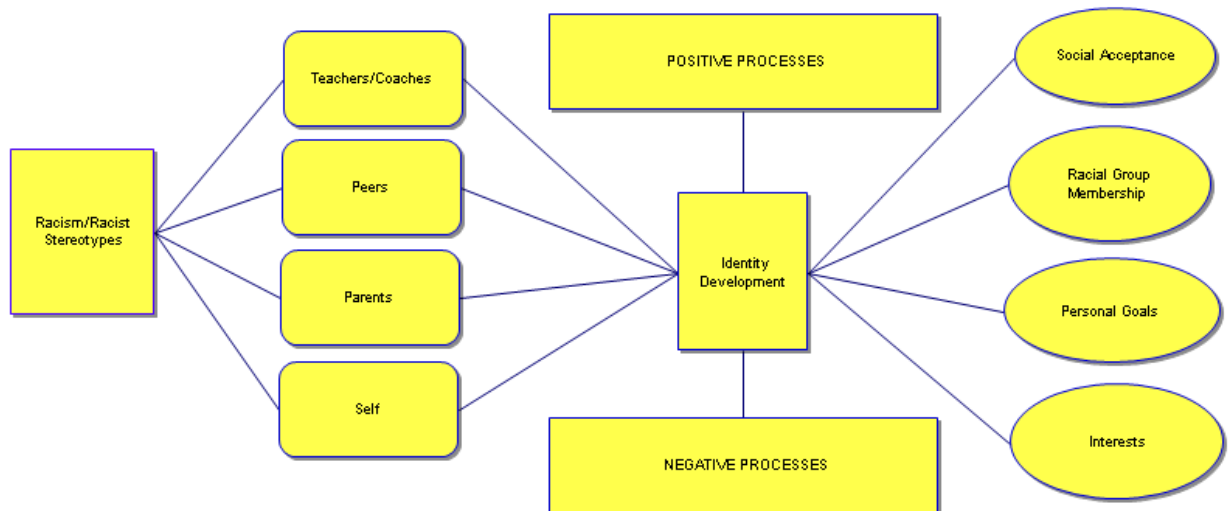 Racism/Racist
Stereotypes
Teachers/Coaches
Peers
Parents
Self
POSITIVE PROCESSES
Identity
Development
NEGATIVE PROCESSES
Social Acceptance
Racial Group
Membership
Personal Goals
Interests